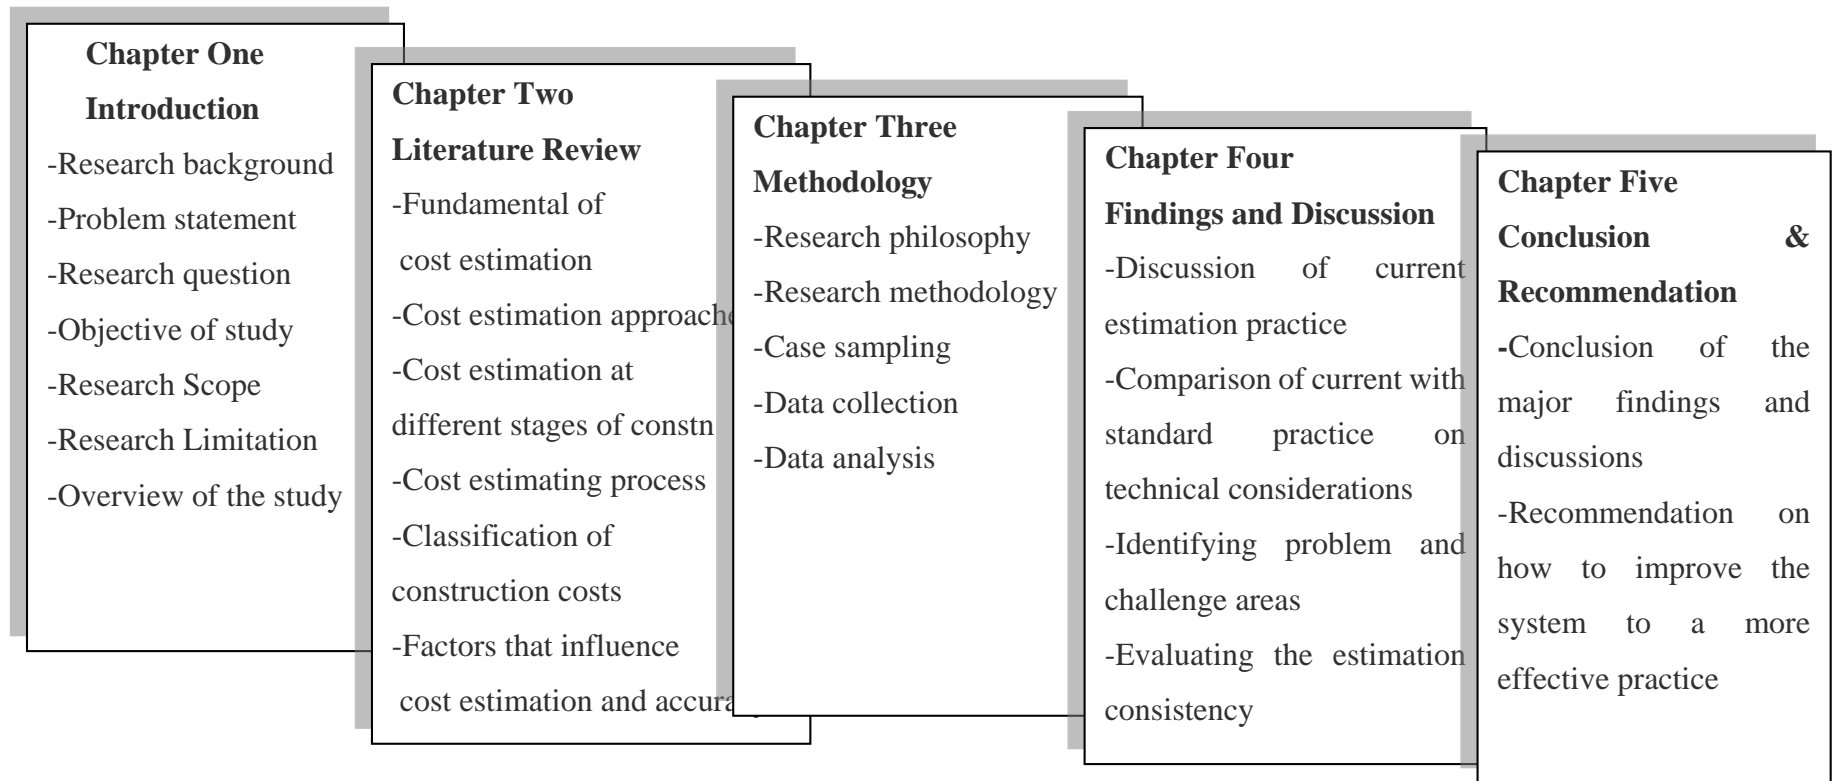 Chapter One
Introduction
-Research background
-Problem statement
-Research question
-Objective of study
-Research Scope
-Research Limitation
-Overview of the study
Chapter Two
Literature Review
-Fundamental of
cost estimation
-Cost estimation
-Cost estimation at
different stages of constn
-Cost estimating process
-Classification of
construction costs
-Factors that influence
cost estimation and
Chapter Three
Methodology
-Research philosophy
-Research methodology
-Case sampling
-Data collection
-Data analysis
Chapter Four
Findings and Discussion
-Discussion of current
estimation practice
-Comparison of current with
standard practice on
technical considerations
-Identifying problem and
challenge areas
-Evaluating the estimation
consistency
Chapter Five
Conclusion &
Recommendation
-Conclusion of the
major findings and
discussions
-Recommendation on
how to improve the
system to a more
effective practice